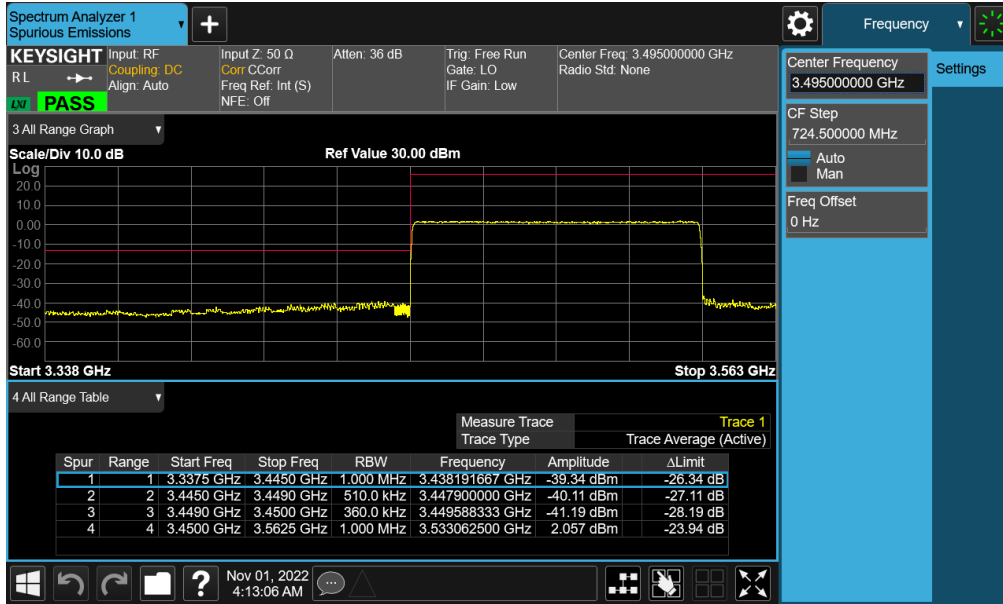 Spectrum Analyzer 1
Spurious Emissions
Frequency
KEYSIGHT
RL
LXI PASS
Input: RF
Coupling: DC
Align: Auto
Input Z: 50 Ω
Corr CCorr
Freq Ref: Int (S)
NFE: Off
Atten: 36 dB
Trig: Free Run
Gate: LO
IF Gain: Low
Center Freq: 3.495000000 GHz
Radio Std: None
Center Frequency
3.495000000 GHz
Settings
CF Step
724.500000 MHz
Auto
Man
Freq Offset
0 Hz
3 All Range Graph
Scale/Div 10.0 dB Ref Value 30.00 dBm
Log
20.0
10.0
0.00
-10.0
-20.0
-30.0
-40.0
-50.0
-60.0
Start 3.338 GHz Stop 3.563 GHz
4 All Range Table
Measure Trace Trace 1
Trace Type Trace Average (Active)
Spur Range Start Freq Stop Freq RBW Frequency Amplitude ΔLimit
1 1 3.3375 GHz 3.4450 GHz 1.000 MHz 3.438191667 GHz -39.34 dBm -26.34 dB
2 2 3.4450 GHz 3.4490 GHz 510.0 kHz 3.447900000 GHz -40.11 dBm -27.11 dB
3 3 3.4490 GHz 3.4500 GHz 360.0 kHz 3.449588333 GHz -41.19 dBm -28.19 dB
4 4 3.4500 GHz 3.5625 GHz 1.000 MHz 3.533062500 GHz 2.057 dBm -23.94 dB
?
Nov 01, 2022
4:13:06 AM